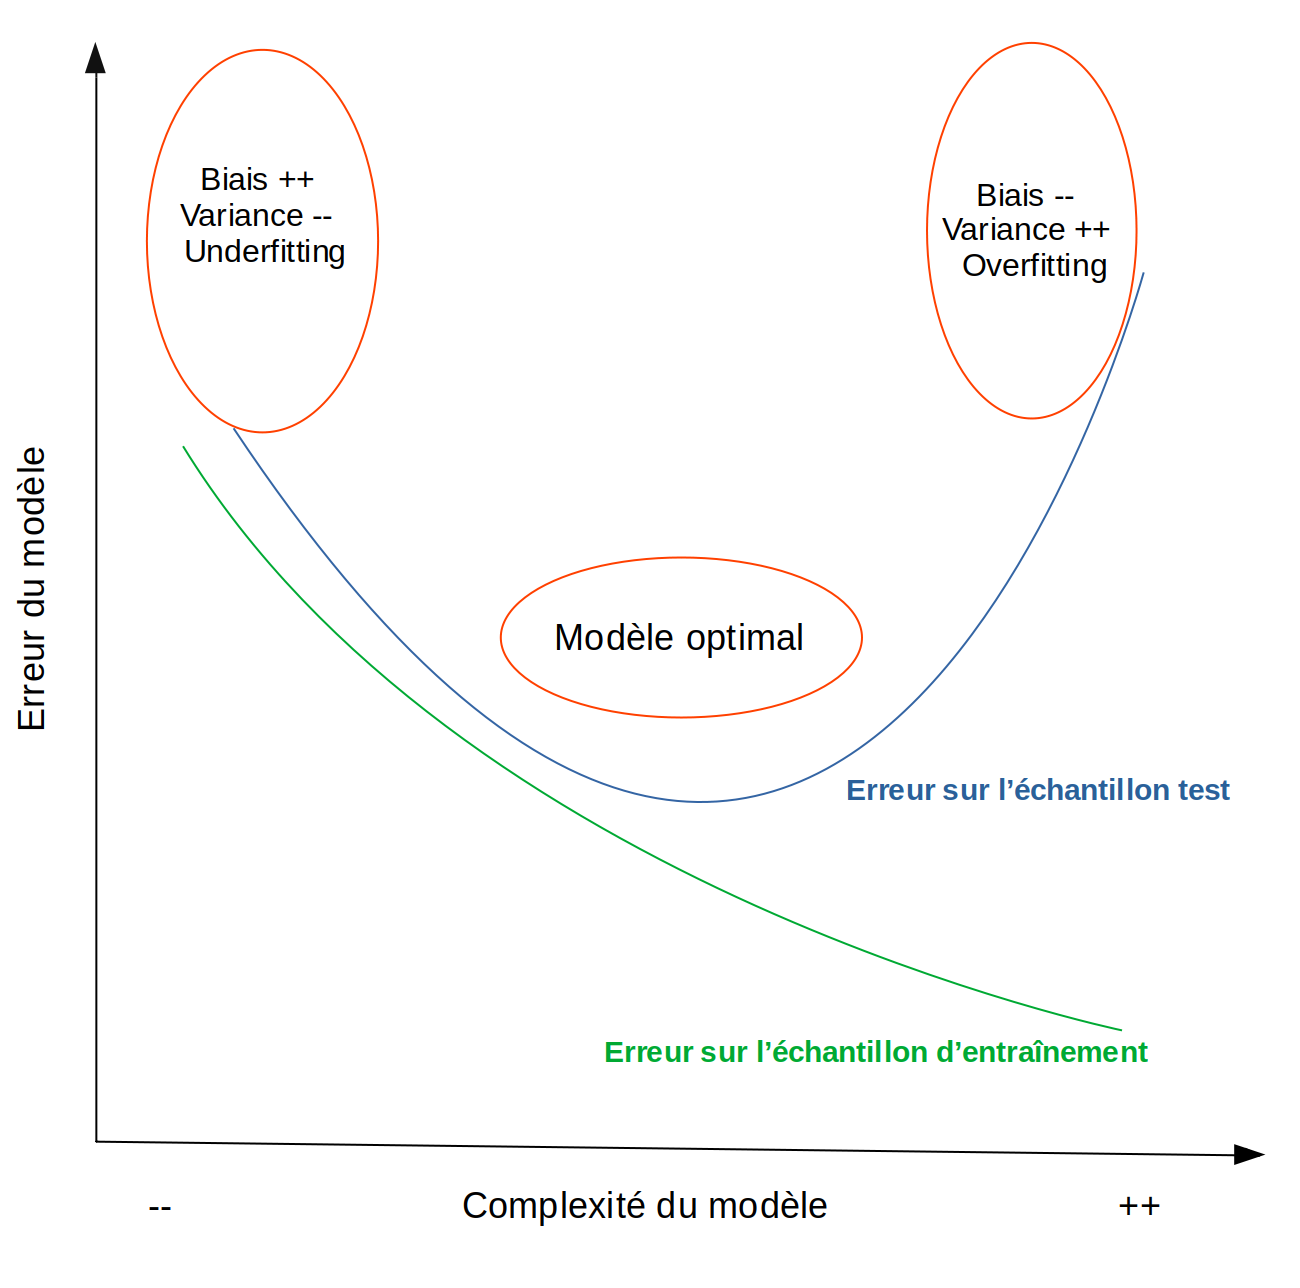 Biais ++
Variance --
Underfitting
Biais --
Variance ++
Overfitting
Erreur du modèle
Modèle optimal
Erreur sur l’échantillon test
Erreur sur l’échantillon d’entraînement
--
Complexité du modèle
++